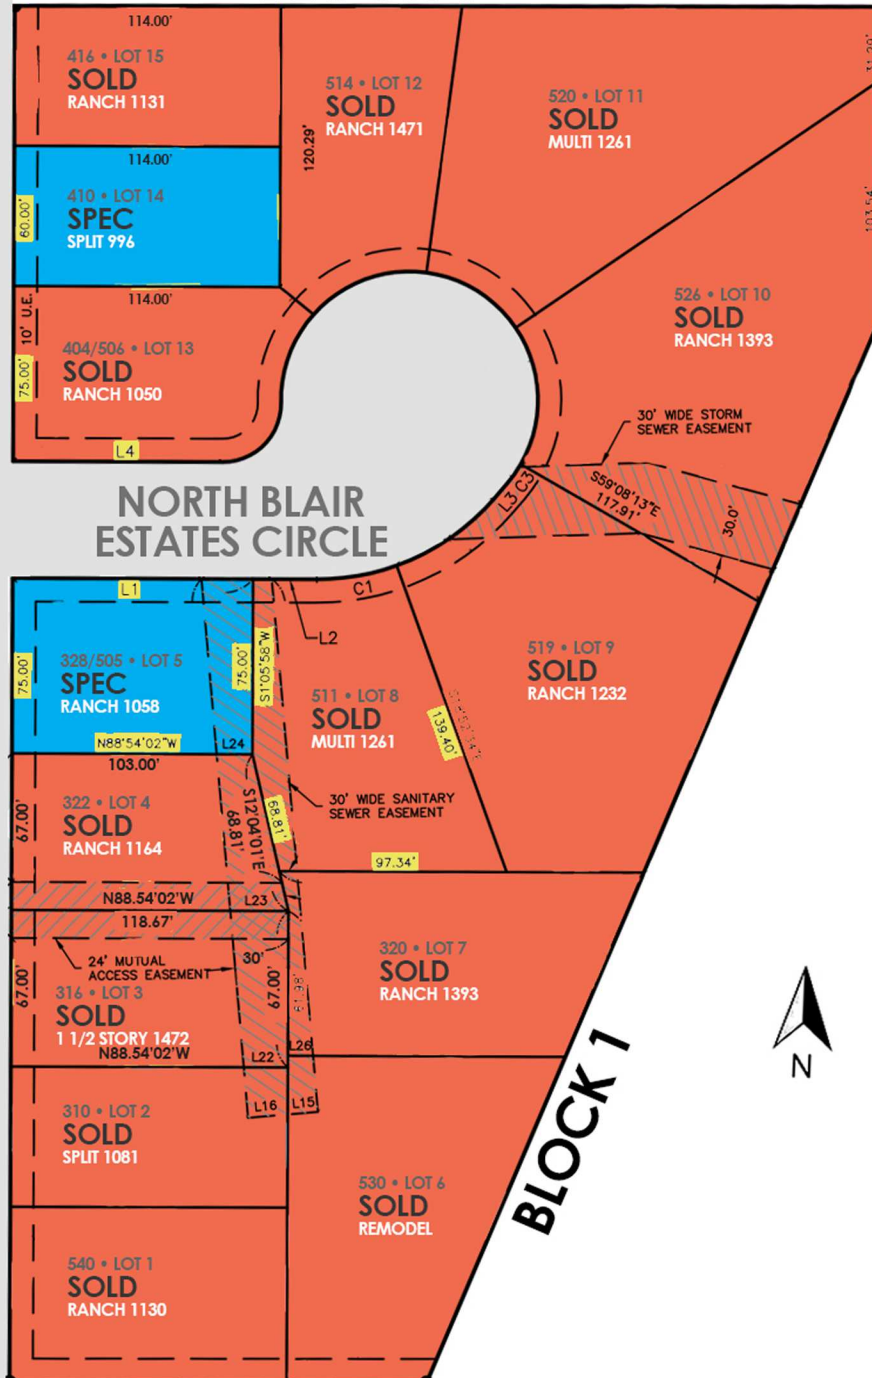 114.00'
416 • LOT 15
SOLD
RANCH 1131
514 • LOT 12
SOLD
RANCH 1471
120.29'
520 • LOT 11
SOLD
MULTI 1261
103.54'
114.00'
60.00'
410 • LOT 14
SPEC
SPLIT 996
10' U.E.
114.00'
75.00'
404/506 • LOT 13
SOLD
RANCH 1050
L4
526 • LOT 10
SOLD
RANCH 1393
30' WIDE STORM
SEWER EASEMENT
S59°08'13"E
117.91'
30.0'
L3
C3
NORTH BLAIR
ESTATES CIRCLE
L1
C1
L2
75.00'
328/505 • LOT 5
SPEC
RANCH 1058
75.00'
S1°05'58"W
N88°54'02"W
L24
511 • LOT 8
SOLD
MULTI 1261
139.40'
519 • LOT 9
SOLD
RANCH 1232
103.00'
67.00'
322 • LOT 4
SOLD
RANCH 1164
S12°04'01"E
68.81'
68.81'
30' WIDE SANITARY
SEWER EASEMENT
97.34'
N88.54'02"W
L23
118.67'
24' MUTUAL
ACCESS EASEMENT
30'
67.00'
67.00'
61.98'
316 • LOT 3
SOLD
1 1/2 STORY 1472
N88.54'02"W
L22
L26
320 • LOT 7
SOLD
RANCH 1393
L16
L15
310 • LOT 2
SOLD
SPLIT 1081
530 • LOT 6
SOLD
REMODEL
540 • LOT 1
SOLD
RANCH 1130
BLOCK 1
N